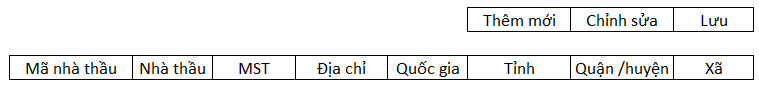 Thêm mới Chỉnh sửa Lưu
Mã nhà thầu Nhà thầu MST Địa chỉ Quốc gia Tỉnh Quận /huyện Xã